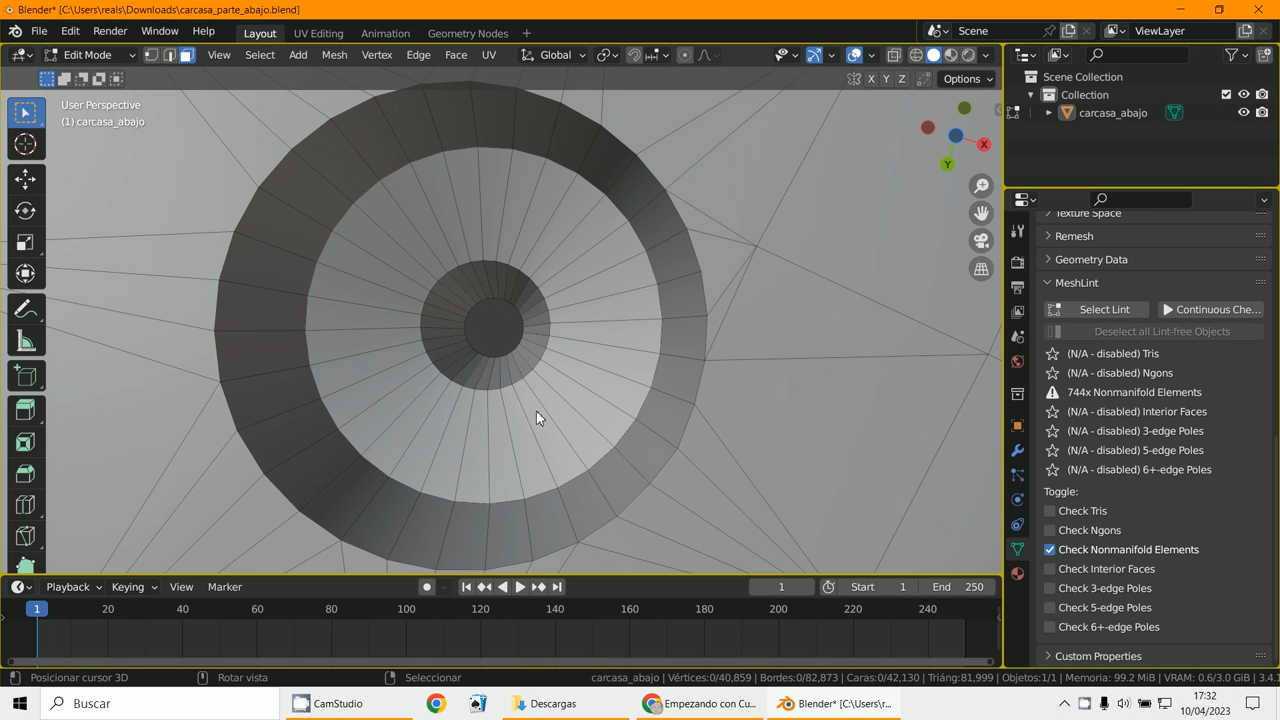 Blender* [C:\Users\reals\Downloads\carcasa_parte_abajo.blend]
File Edit Render Window Help Layout UV Editing Animation Geometry Nodes + Scene ViewLayer
Edit Mode View Select Add Mesh Vertex Edge Face UV Global
X Y Z Options
User Perspective
(1) carcasa_abajo
X
Y
Scene Collection
Collection
carcasa_abajo
Texture Space
Remesh
Geometry Data
MeshLint
Select Lint Continuous Che...
Deselect all Lint-free Objects
(N/A - disabled) Tris
(N/A - disabled) Ngons
744x Nonmanifold Elements
(N/A - disabled) Interior Faces
(N/A - disabled) 3-edge Poles
(N/A - disabled) 5-edge Poles
(N/A - disabled) 6+-edge Poles
Toggle:
Check Tris
Check Ngons
Check Nonmanifold Elements
Check Interior Faces
Check 3-edge Poles
Check 5-edge Poles
Check 6+-edge Poles
Custom Properties
Playback Keying View Marker 1 Start 1 End 250
1 20 40 60 80 100 120 140 160 180 200 220 240
Posicionar cursor 3D Rotar vista Seleccionar carcasa_abajo | Vértices:0/40,859 | Bordes:0/82,873 | Caras:0/42,130 | Triáng:81,999 | Objetos:1/1 | Memoria: 99.2 MiB | VRAM: 0.6/3.0 GiB | 3.4.
Buscar CamStudio Descargas Empezando con Cu... Blender* [C:\Users\r... 17:32
10/04/2023